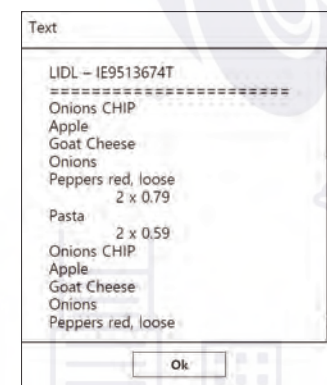 Text
LIDL – IE9513674T
========================
Onions CHIP
Apple
Goat Cheese
Onions
Peppers red, loose
2 x 0.79
Pasta
2 x 0.59
Onions CHIP
Apple
Goat Cheese
Onions
Peppers red, loose
Ok